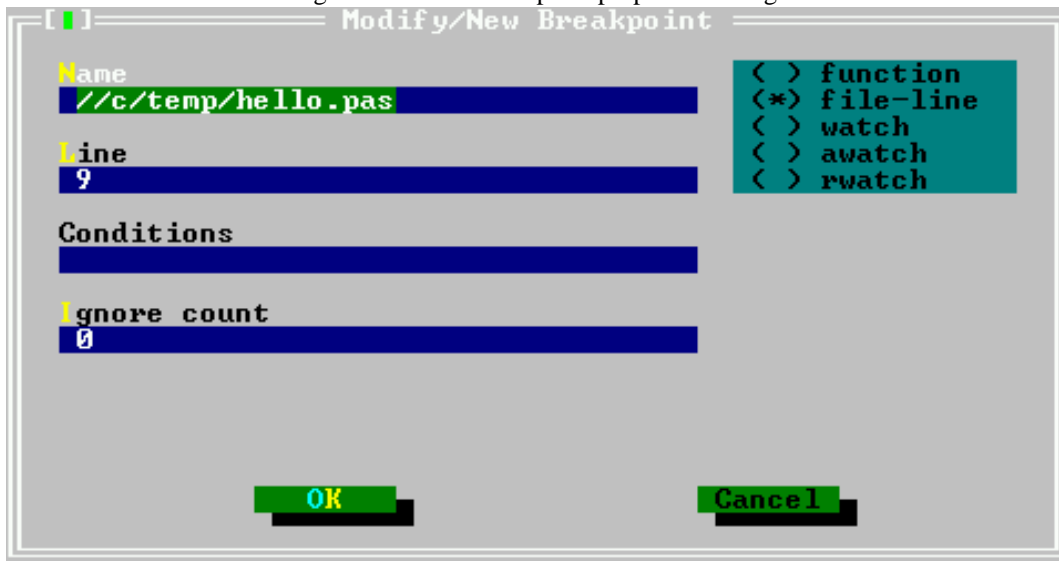 [ ] Modify/New Breakpoint
Name
//c/temp/hello.pas
Line
9
Conditions
Ignore count
0
( ) function
(*) file-line
( ) watch
( ) awatch
( ) rwatch
OK
Cancel